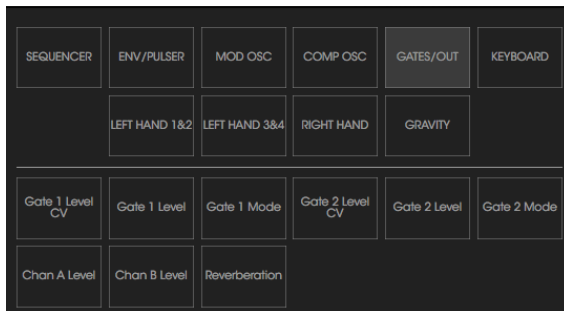 SEQUENCER
ENV/PULSER
MOD OSC
COMP OSC
GATES/OUT
KEYBOARD
LEFT HAND 1&2
LEFT HAND 3&4
RIGHT HAND
GRAVITY
Gate 1 Level
CV
Gate 1 Level
Gate 1 Mode
Gate 2 Level
CV
Gate 2 Level
Gate 2 Mode
Chan A Level
Chan B Level
Reverberation